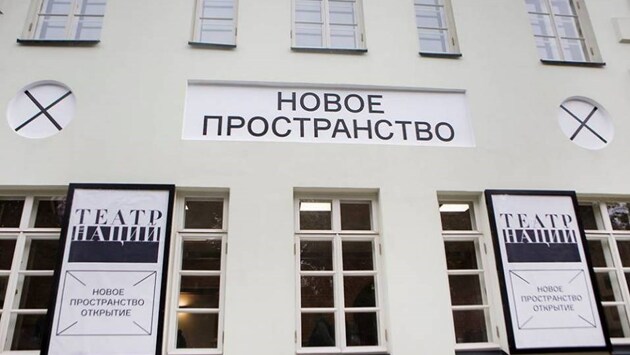 НОВОЕ
ПРОСТРАНСТВО
ТЕАТР
НАЦИЙ
НОВОЕ
ПРОСТРАНСТВО
ОТКРЫТИЕ
ТЕАТР
НАЦИЙ
НОВОЕ
ПРОСТРАНСТВО
ОТКРЫТИЕ